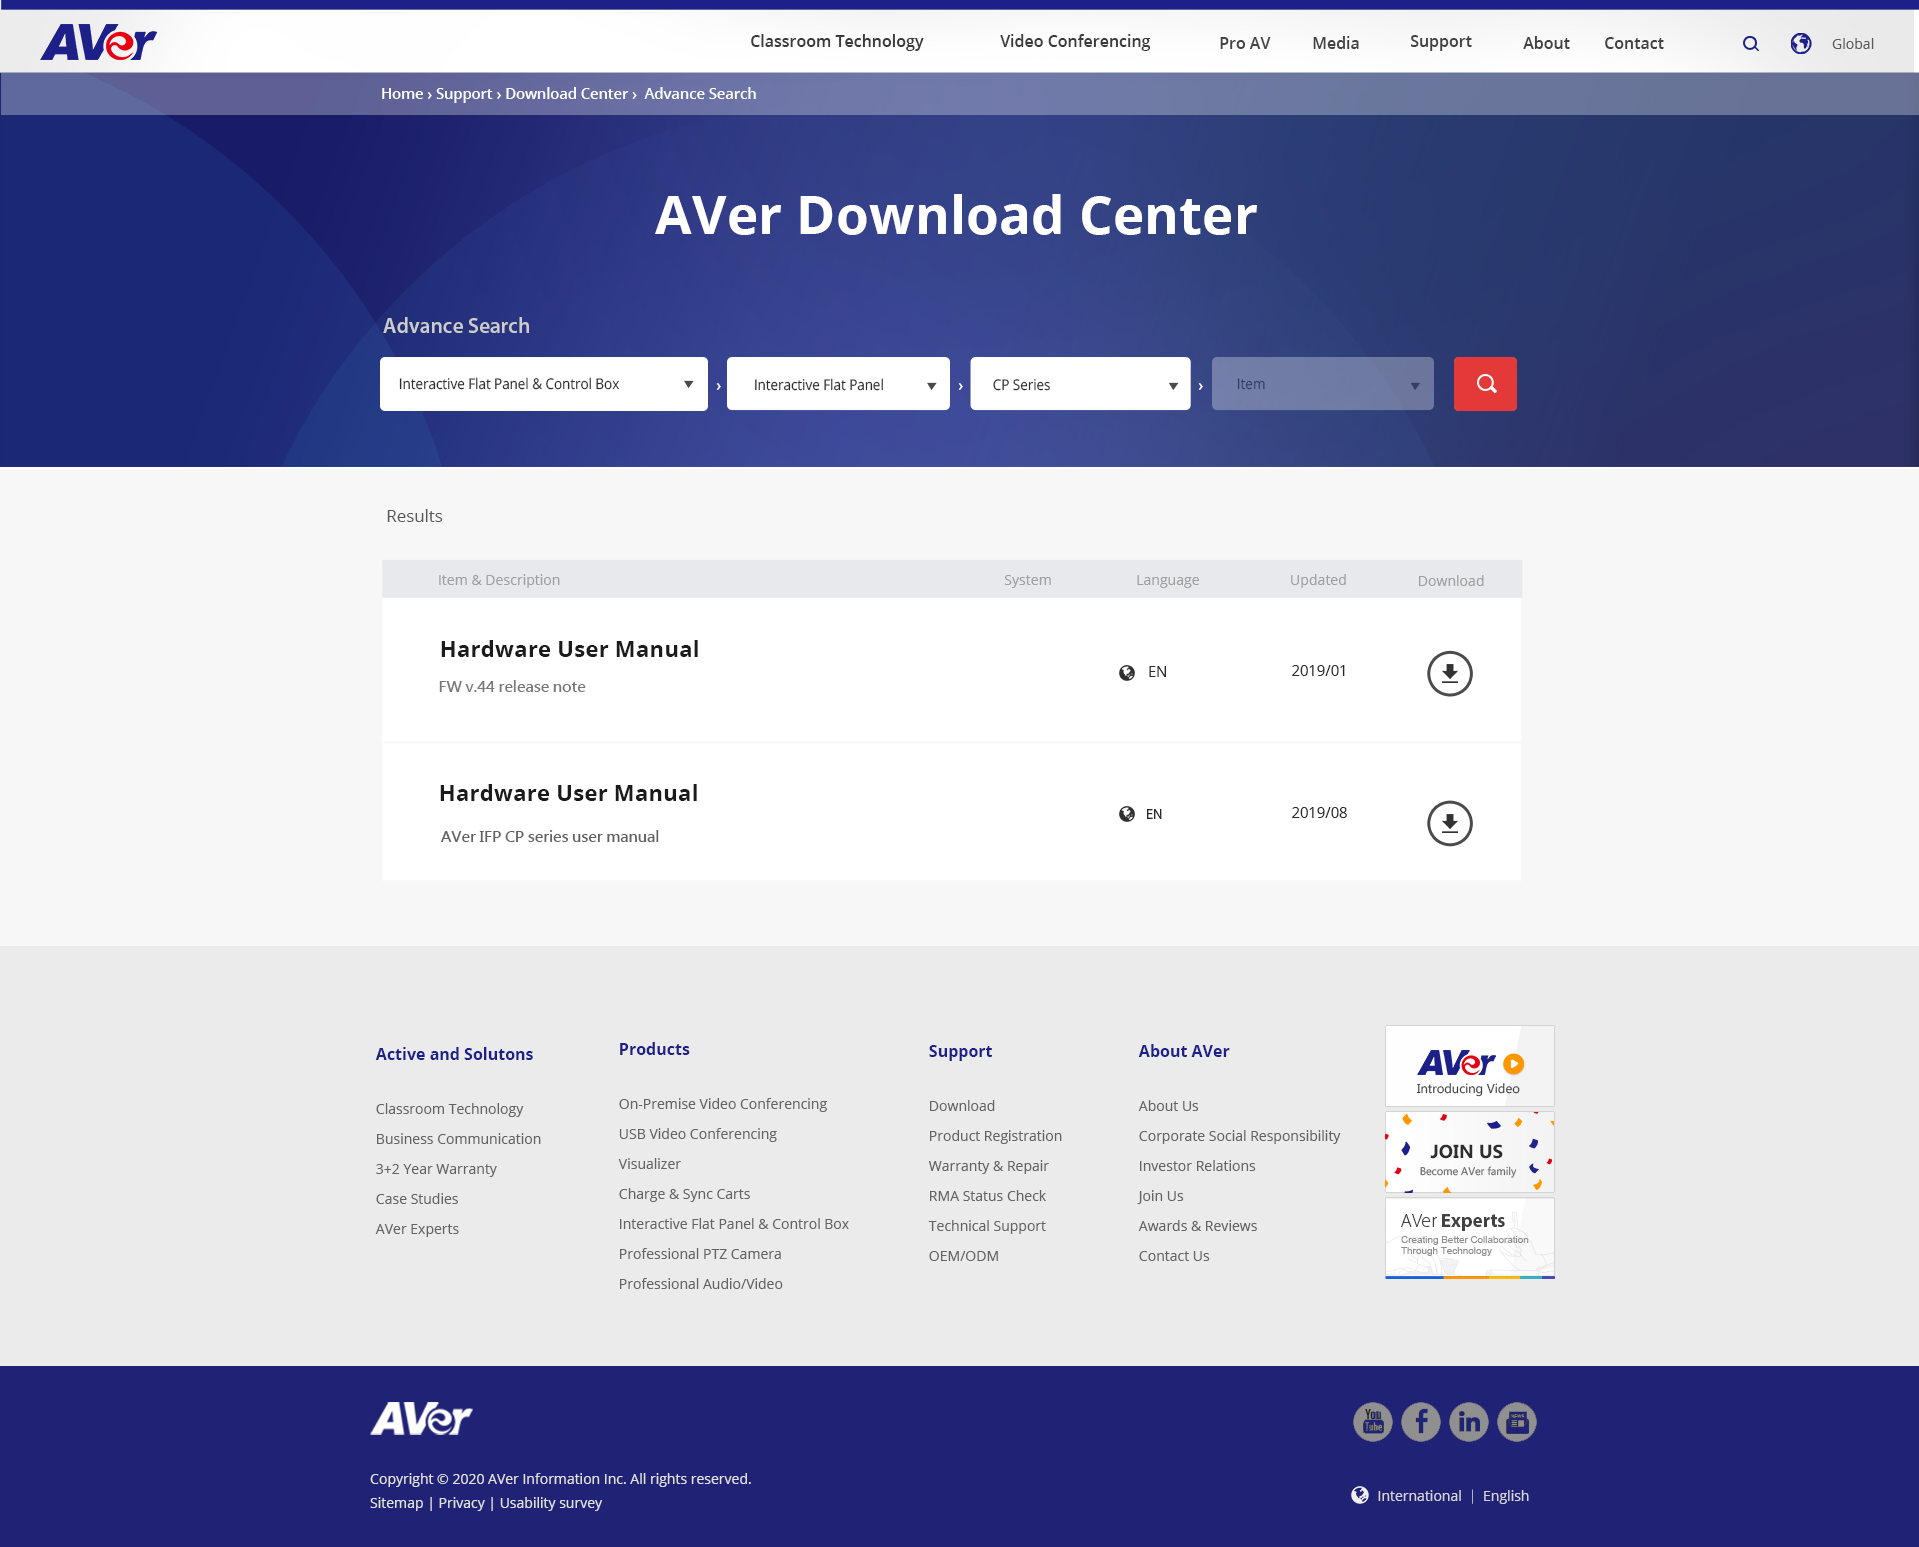 AVer
Classroom Technology
Video Conferencing
Pro AV
Media
Support
About
Contact
Global
Home › Support › Download Center › Advance Search
AVer Download Center
Advance Search
Interactive Flat Panel & Control Box
›
Interactive Flat Panel
›
CP Series
›
Item
Results
Item & Description
System
Language
Updated
Download
Hardware User Manual
FW v.44 release note
EN
2019/01
Hardware User Manual
AVer IFP CP series user manual
EN
2019/08
Active and Solutons
Classroom Technology
Business Communication
3+2 Year Warranty
Case Studies
AVer Experts
Products
On-Premise Video Conferencing
USB Video Conferencing
Visualizer
Charge & Sync Carts
Interactive Flat Panel & Control Box
Professional PTZ Camera
Professional Audio/Video
Support
Download
Product Registration
Warranty & Repair
RMA Status Check
Technical Support
OEM/ODM
About AVer
About Us
Corporate Social Responsibility
Investor Relations
Join Us
Awards & Reviews
Contact Us
AVer
Introducing Video
JOIN US
Become AVer family
AVer Experts
Creating Better Collaboration
Through Technology
AVer
Copyright © 2020 AVer Information Inc. All rights reserved.
Sitemap | Privacy | Usability survey
You
Tube
f
in
NEWS
International | English